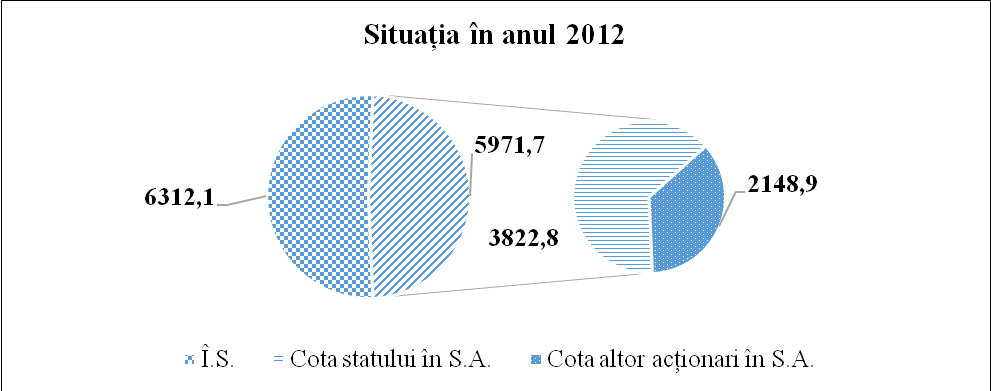 Situația în anul 2012
5971,7
6312,1
2148,9
3822,8
Î.S.
Cota statului în S.A.
Cota altor acționari în S.A.